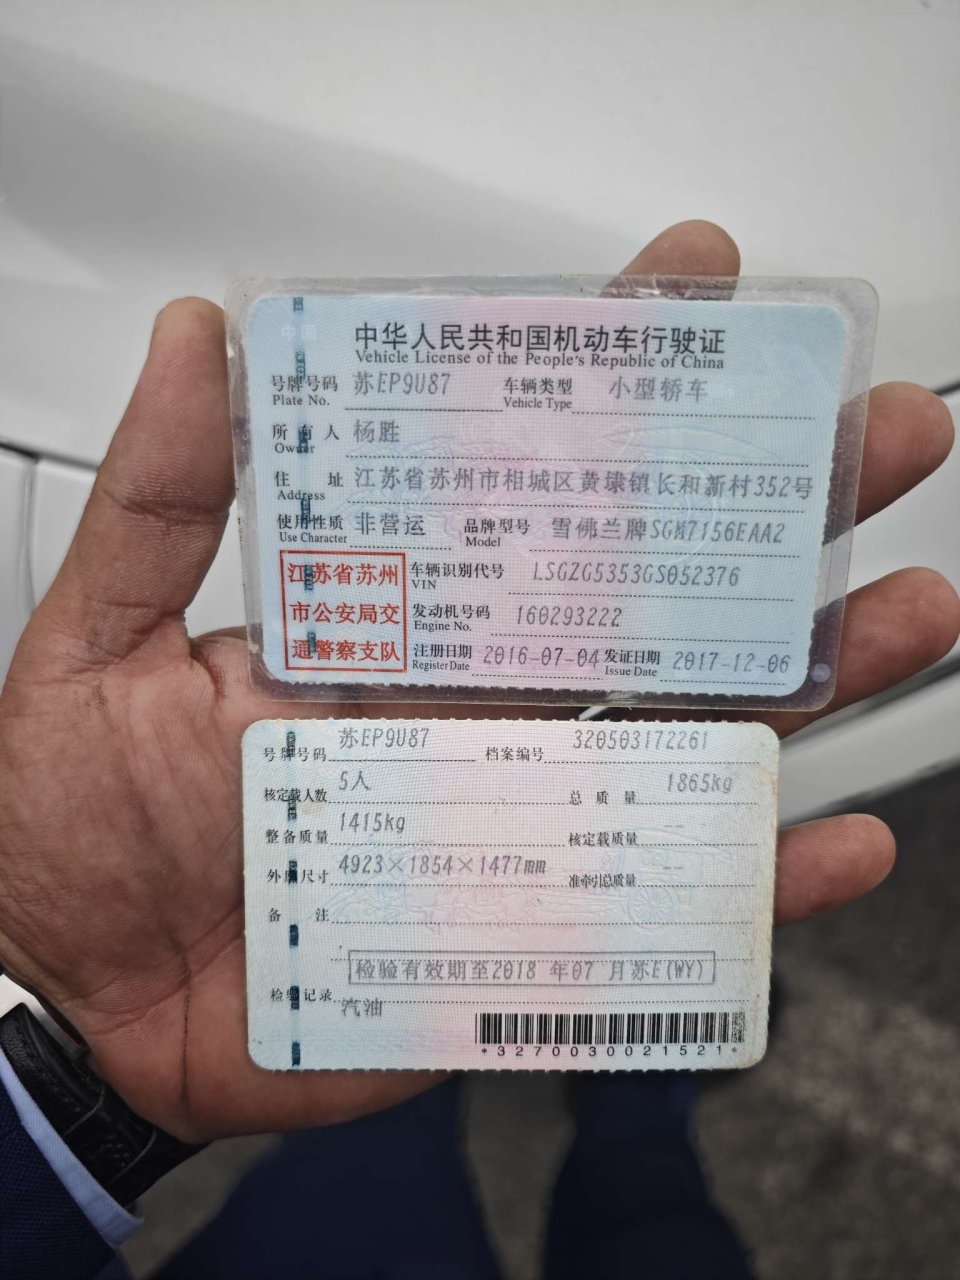 中华人民共和国机动车行驶证
Vehicle License of the People's Republic of China
号牌号码 苏EP9U87 车辆类型 小型轿车
Plate No. Vehicle Type
所有人 杨胜
Owner
住址 江苏省苏州市相城区黄埭镇长和新村352号
Address
使用性质 非营运 品牌型号 雪佛兰牌SGM7156EAA2
Use Character Model
江苏省苏州
市公安局交
通警察支队
车辆识别代号 LSGZG5353GS052376
VIN
发动机号码 160293222
Engine No.
注册日期 2016-07-04 发证日期 2017-12-06
Register Date Issue Date
号牌号码 苏EP9U87 档案编号 320503172261
核定载人数 5人 总质量 1865kg
整备质量 1415kg 核定载质量 --
外廓尺寸 4923×1854×1477mm 准牵引总质量 --
备注
检验有效期至2018 年07 月苏E(WY)
检验记录
汽油
*3270030021521*